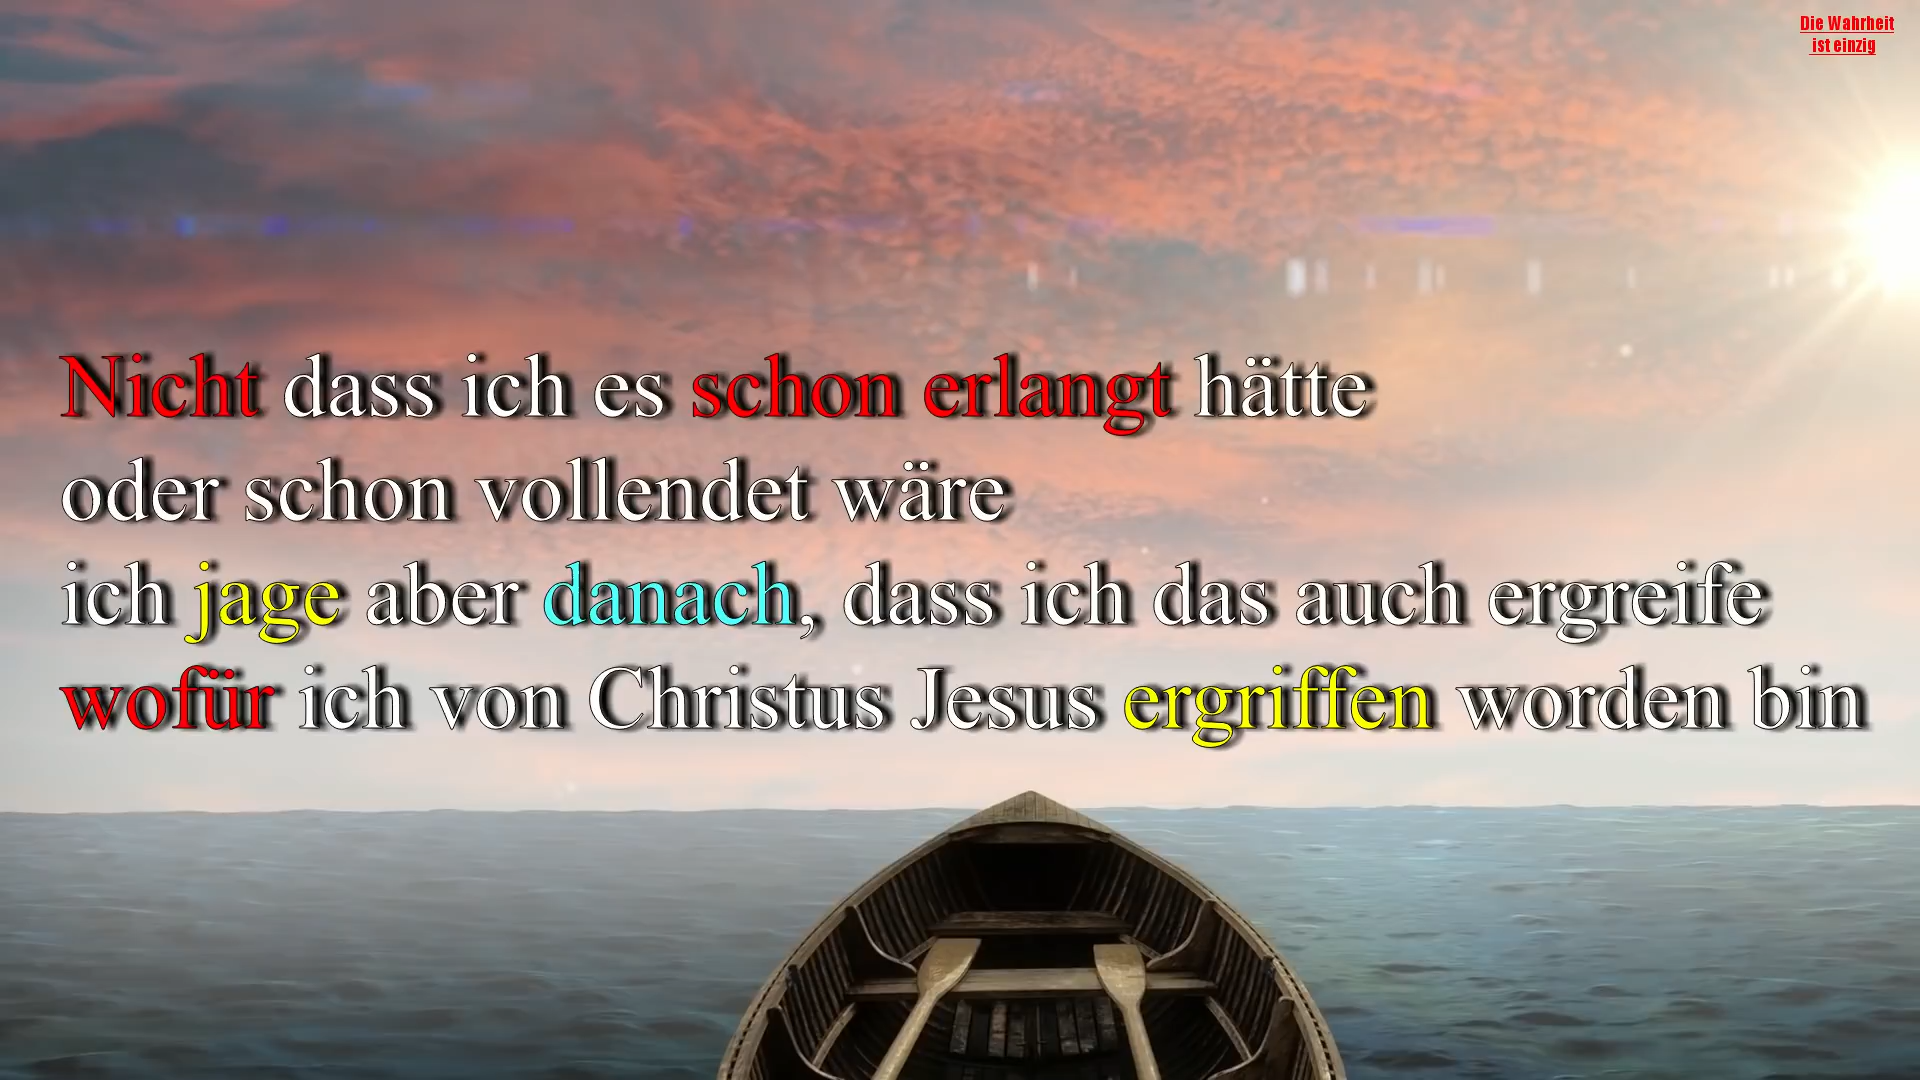 Die Wahrheit
ist einzig
Nicht dass ich es schon erlangt hätte
oder schon vollendet wäre
ich jage aber danach, dass ich das auch ergreife
wofür ich von Christus Jesus ergriffen worden bin